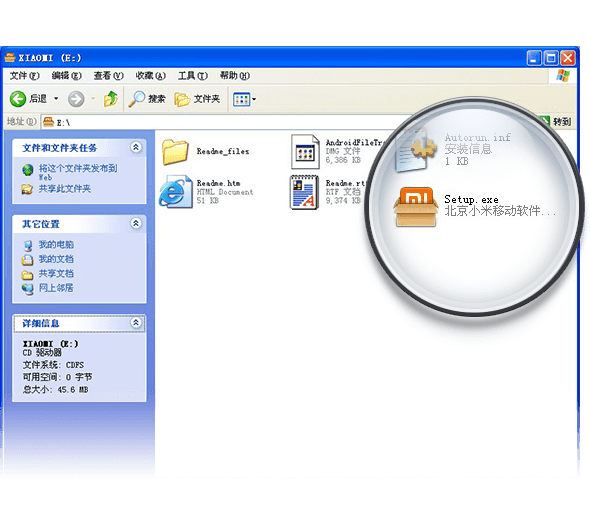 XIAOMI (E:)
文件(F) 编辑(E) 查看(V) 收藏(A) 工具(T) 帮助(H)
后退 搜索 文件夹
地址(D) E:\ 转到
文件和文件夹任务
将这个文件夹发布到
Web
共享此文件夹
其它位置
我的电脑
我的文档
共享文档
网上邻居
详细信息
XIAOMI (E:)
CD 驱动器
文件系统: CDFS
可用空间: 0 字节
总大小: 45.6 MB
Readme_files
AndroidFileTra
DMG 文件
6,386 KB
Autorun.inf
安装信息
1 KB
Readme.htm
HTML Document
51 KB
Readme.rt
RTF 文档
9,374 KB
Setup.exe
北京小米移动软件...